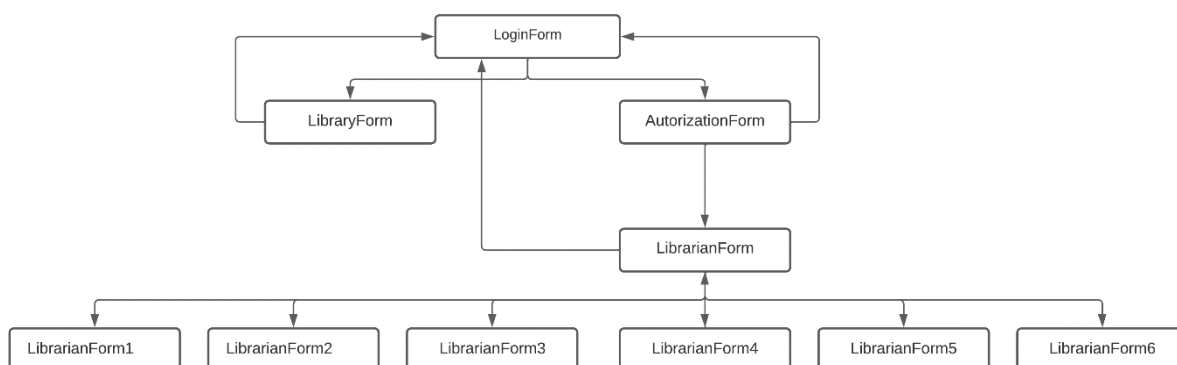 LoginForm
LibraryForm
AutorizationForm
LibrarianForm
LibrarianForm1
LibrarianForm2
LibrarianForm3
LibrarianForm4
LibrarianForm5
LibrarianForm6